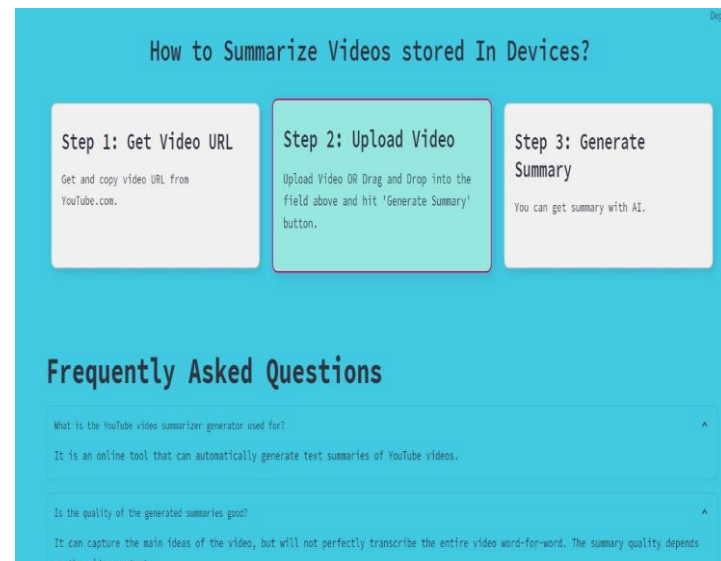 Dep
How to Summarize Videos stored In Devices?
Step 1: Get Video URL
Get and copy video URL from
YouTube.com.
Step 2: Upload Video
Upload Video OR Drag and Drop into the
field above and hit 'Generate Summary'
button.
Step 3: Generate
Summary
You can get summary with AI.
Frequently Asked Questions
What is the YouTube video summarizer generator used for?
It is an online tool that can automatically generate text summaries of YouTube videos.
Is the quality of the generated summaries good?
It can capture the main ideas of the video, but will not perfectly transcribe the entire video word-for-word. The summary quality depends